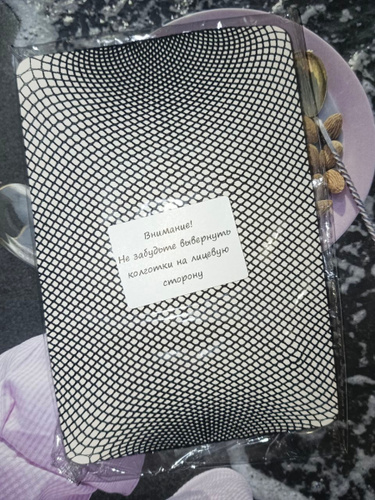 Внимание!
Не забудьте вывернуть
колготки на лицевую
сторону